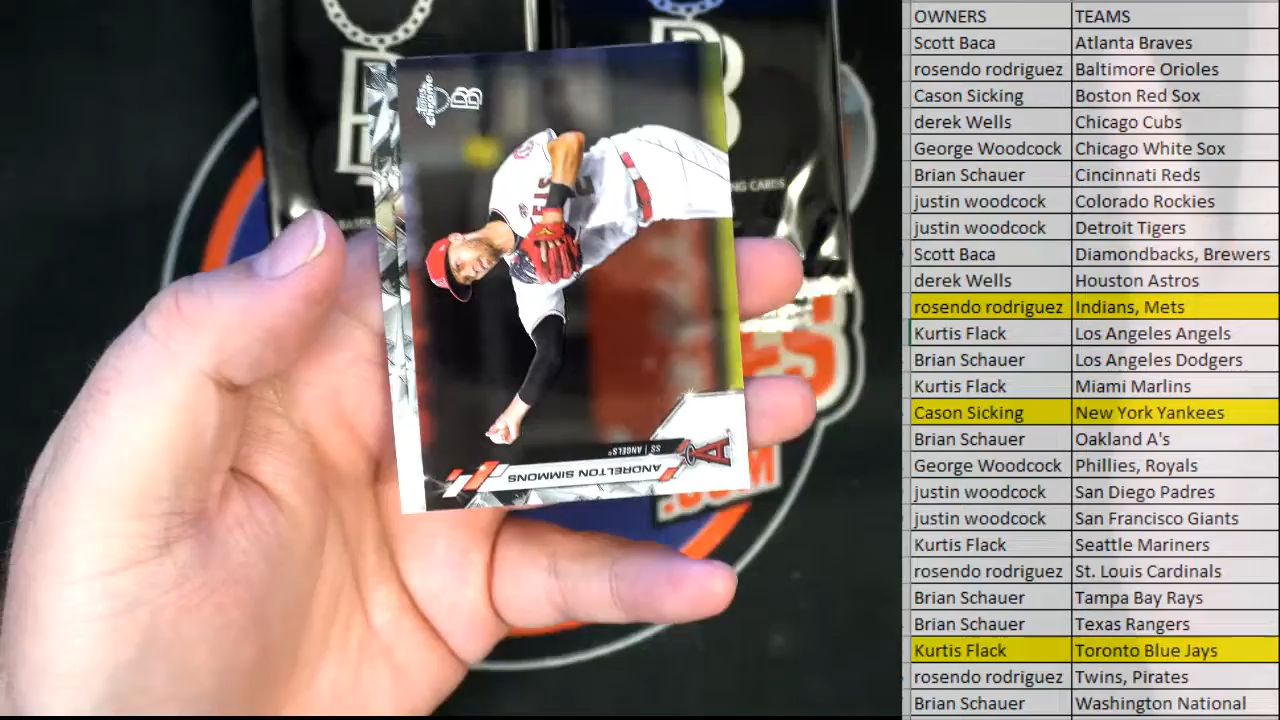 OWNERS TEAMS
Scott Baca Atlanta Braves
rosendo rodriguez Baltimore Orioles
Cason Sicking Boston Red Sox
derek Wells Chicago Cubs
George Woodcock Chicago White Sox
Brian Schauer Cincinnati Reds
justin woodcock Colorado Rockies
justin woodcock Detroit Tigers
Scott Baca Diamondbacks, Brewers
derek Wells Houston Astros
rosendo rodriguez Indians, Mets
Kurtis Flack Los Angeles Angels
Brian Schauer Los Angeles Dodgers
Kurtis Flack Miami Marlins
Cason Sicking New York Yankees
Brian Schauer Oakland A's
George Woodcock Phillies, Royals
justin woodcock San Diego Padres
justin woodcock San Francisco Giants
Kurtis Flack Seattle Mariners
rosendo rodriguez St. Louis Cardinals
Brian Schauer Tampa Bay Rays
Brian Schauer Texas Rangers
Kurtis Flack Toronto Blue Jays
rosendo rodriguez Twins, Pirates
Brian Schauer Washington National
Topps
CHROME
BB
ANDRELTON SIMMONS
SS | ANGELS®
A
ING CARDS
.COM